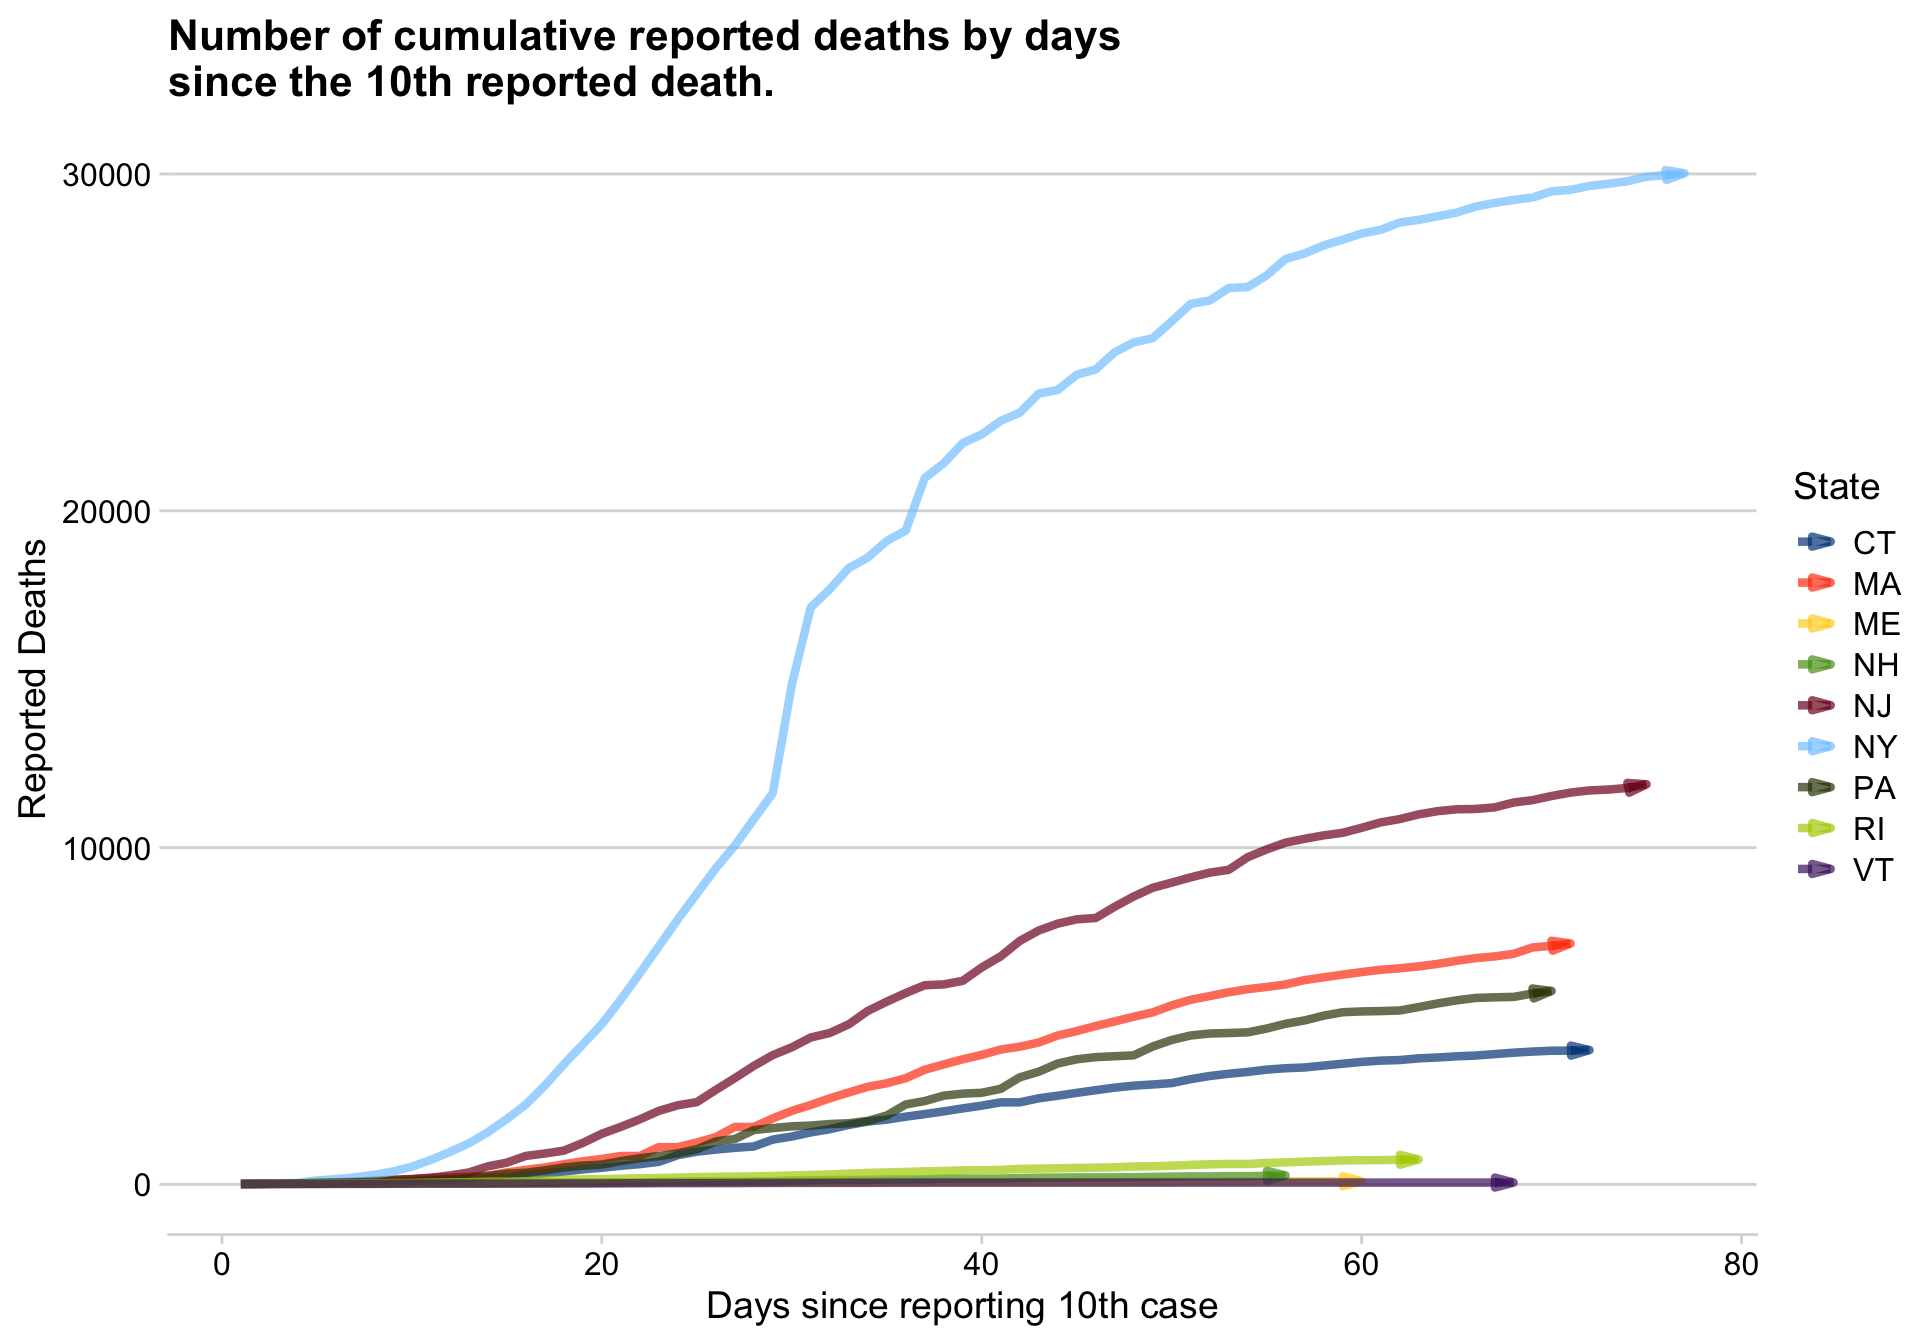 Number of cumulative reported deaths by days
since the 10th reported death.
30000
20000
10000
0
Reported Deaths
0 20 40 60 80
Days since reporting 10th case
State
CT
MA
ME
NH
NJ
NY
PA
RI
VT